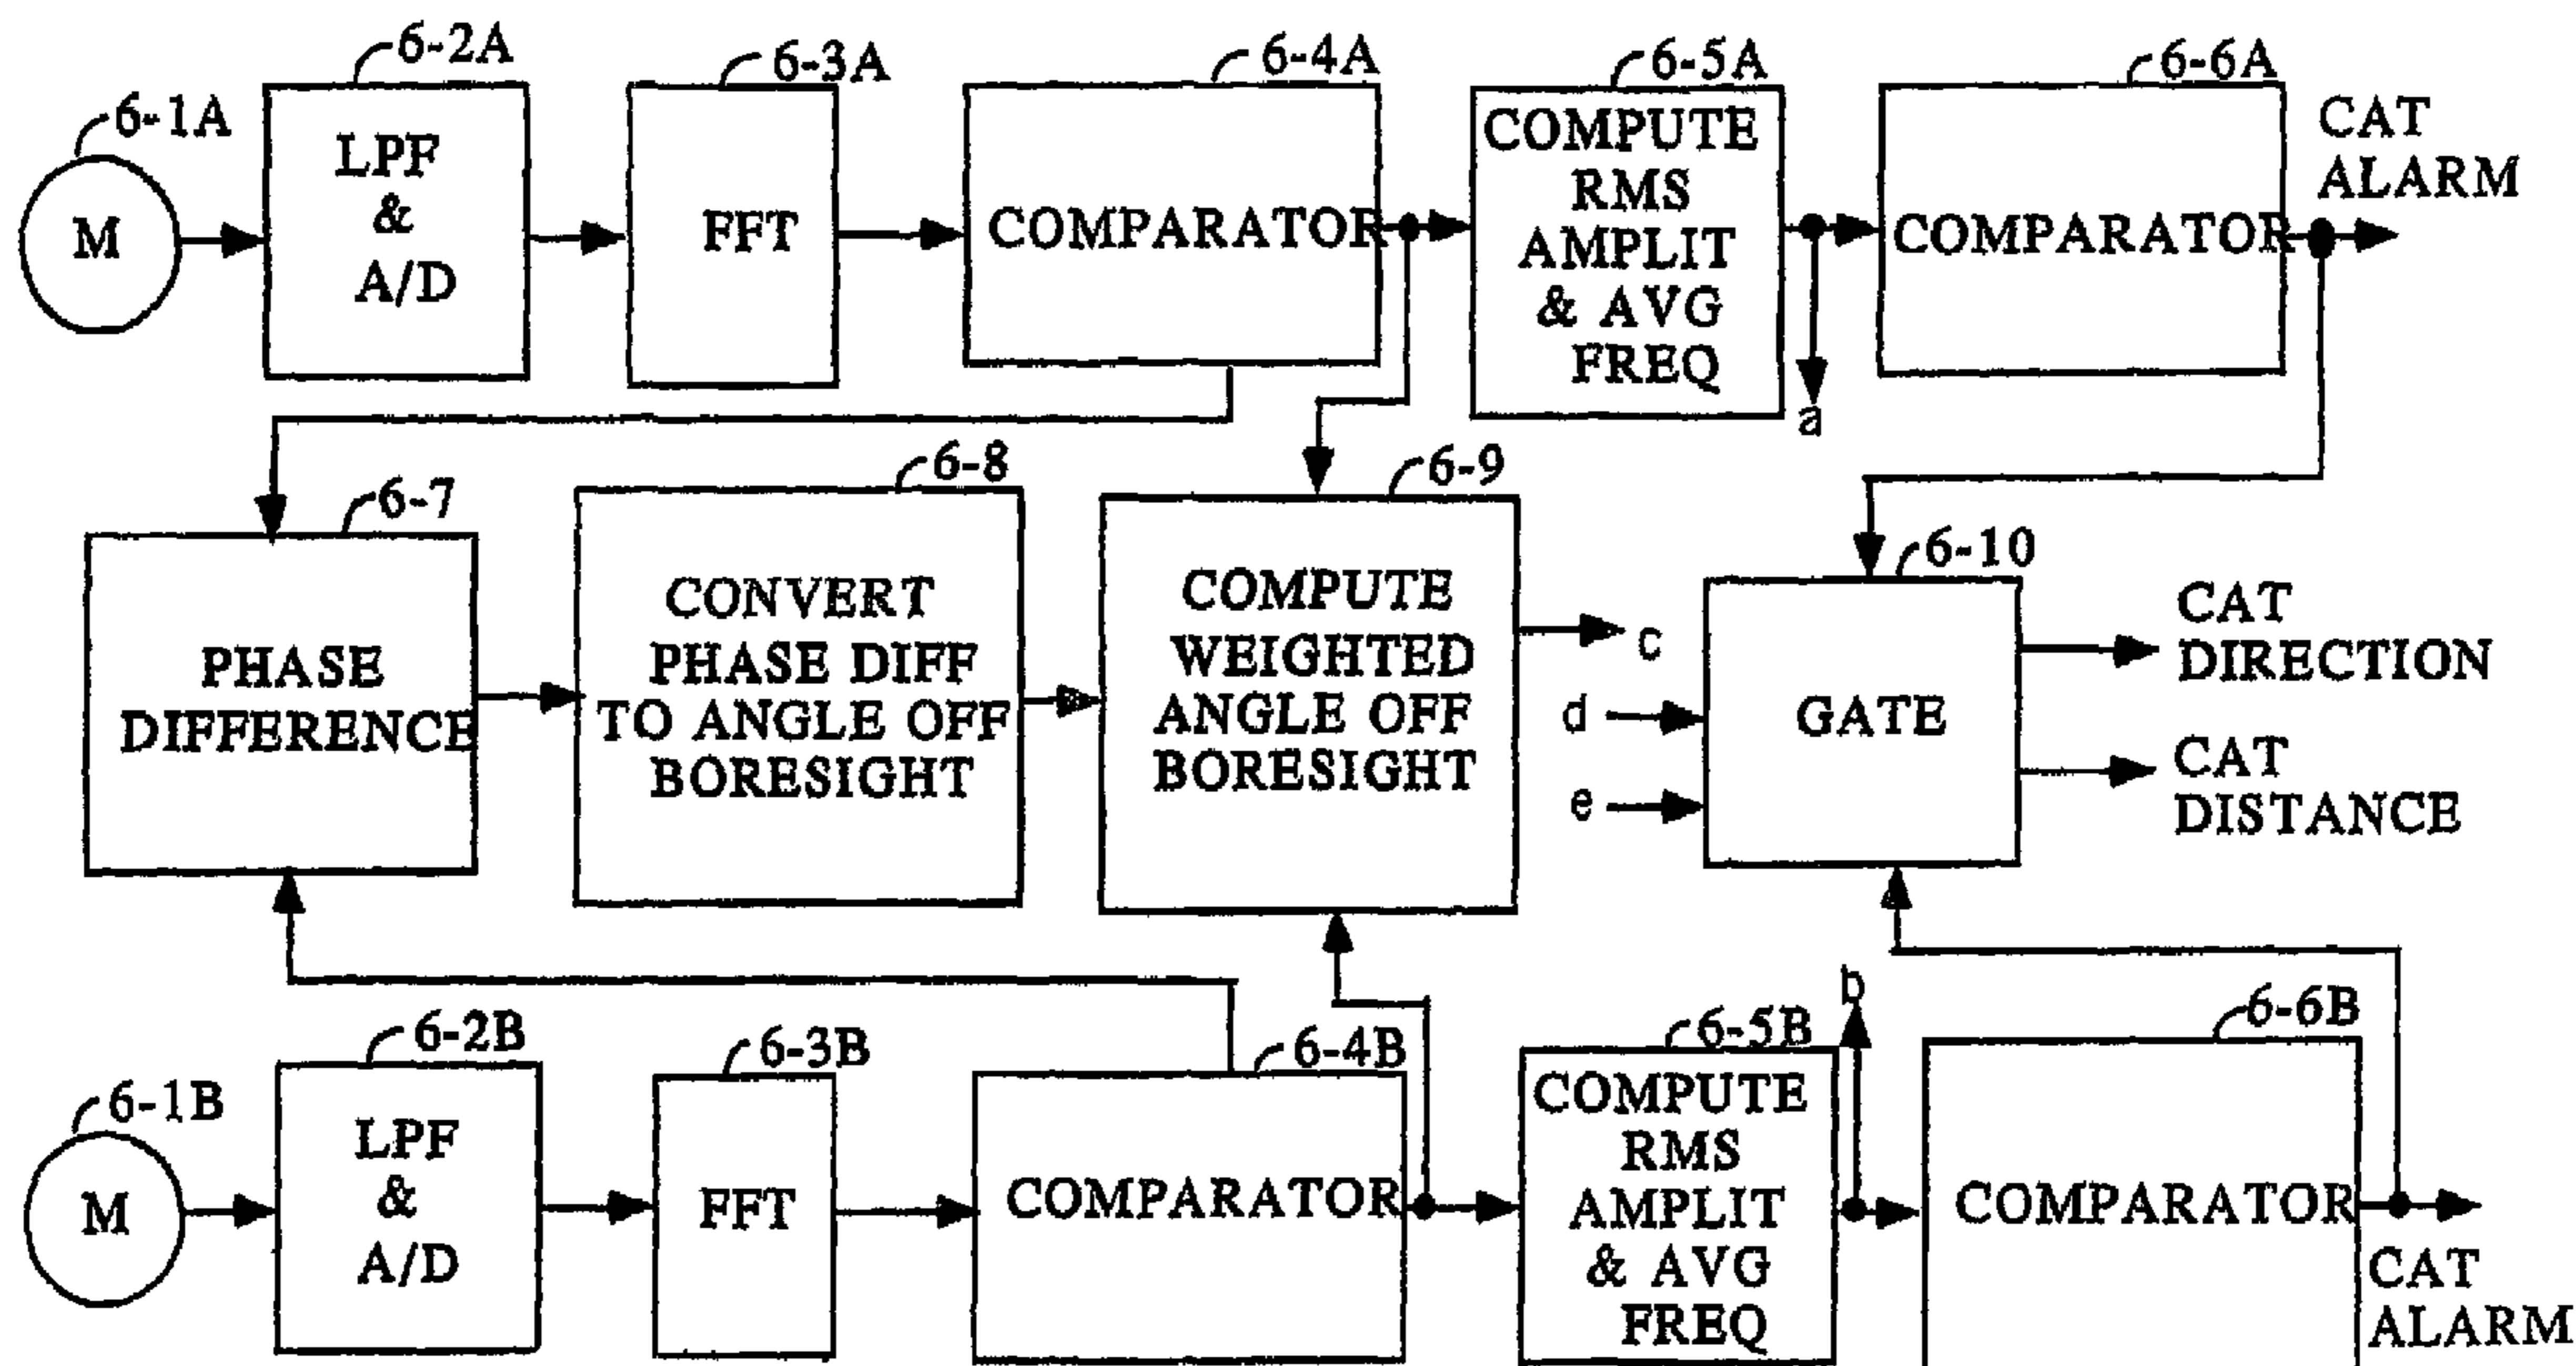 6-1A
M
6-2A
LPF
&
A/D
6-3A
FFT
6-4A
COMPARATOR
6-5A
COMPUTE
RMS
AMPLIT
& AVG
FREQ
a
6-6A
COMPARATOR
CAT
ALARM
6-7
PHASE
DIFFERENCE
6-8
CONVERT
PHASE DIFF
TO ANGLE OFF
BORESIGHT
6-9
COMPUTE
WEIGHTED
ANGLE OFF
BORESIGHT
c
d
e
6-10
GATE
CAT
DIRECTION
CAT
DISTANCE
6-1B
M
6-2B
LPF
&
A/D
6-3B
FFT
6-4B
COMPARATOR
6-5B
COMPUTE
RMS
AMPLIT
& AVG
FREQ
b
6-6B
COMPARATOR
CAT
ALARM